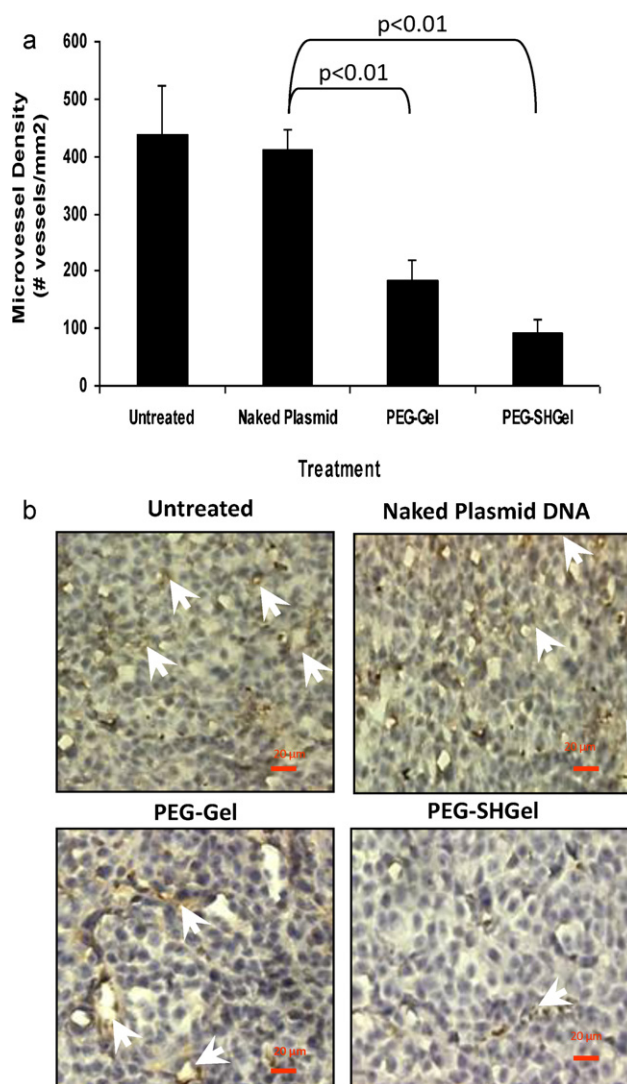 a
600
500
400
300
200
100
0
Microvessel Density
(# vessels/mm2)
p<0.01
p<0.01
Untreated
Naked Plasmid
PEG-Gel
PEG-SHGel
Treatment
b
Untreated
Naked Plasmid DNA
20 µm
20 µm
PEG-Gel
PEG-SHGel
20 µm
20 µm